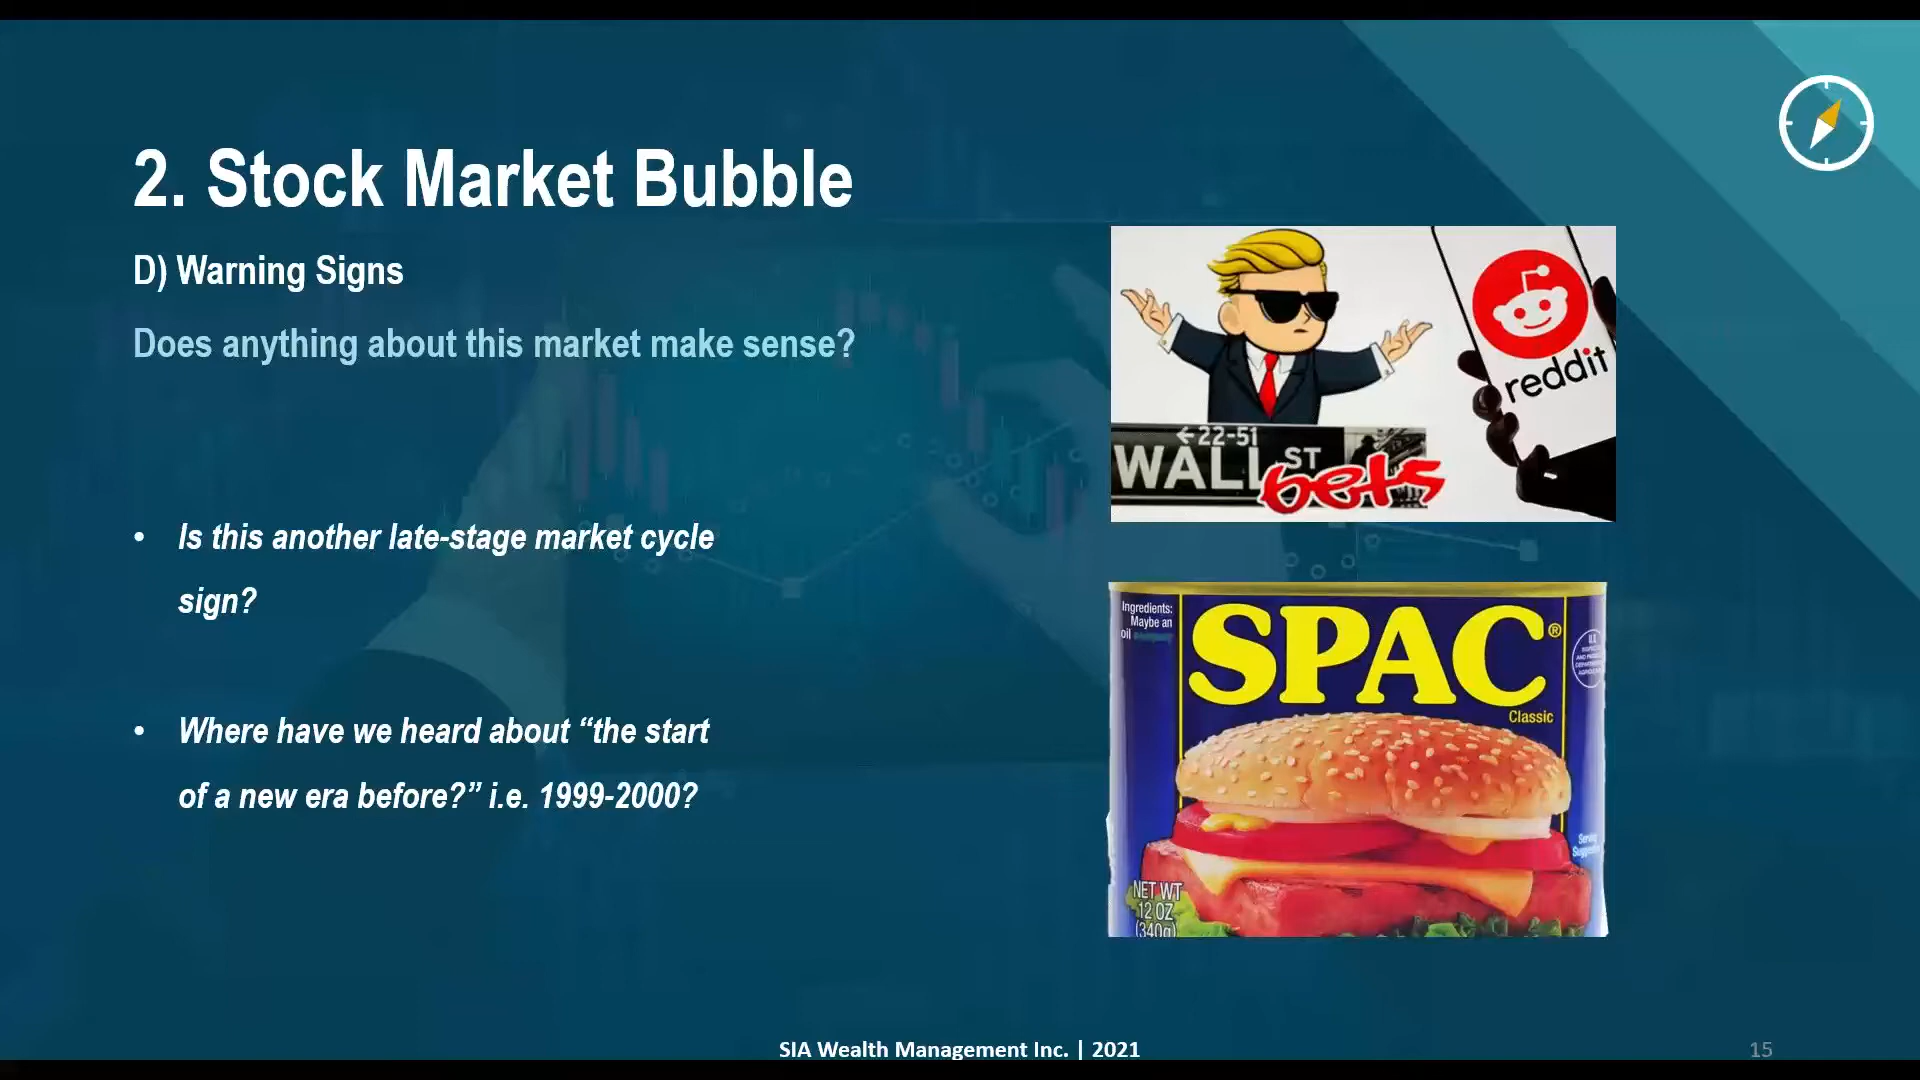 2. Stock Market Bubble
D) Warning Signs
Does anything about this market make sense?
• Is this another late-stage market cycle
sign?
• Where have we heard about “the start
of a new era before?” i.e. 1999-2000?
←22-51
WALL ST
bets
reddit
Ingredients:
Maybe an
oil
SPAC®
Classic
Serving
NET WT
12 OZ
(340g)
SIA Wealth Management Inc. | 2021
15